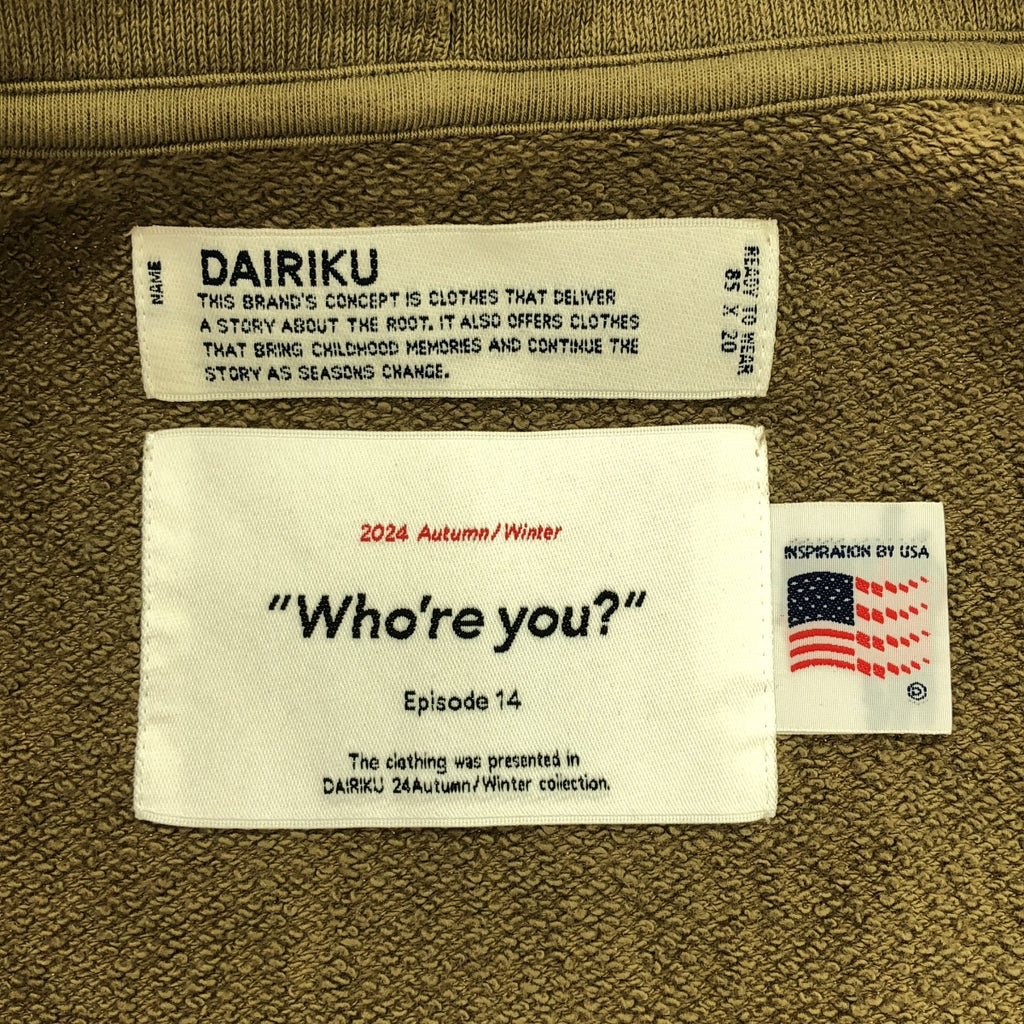 NAME
DAIRIKU
THIS BRAND'S CONCEPT IS CLOTHES THAT DELIVER
A STORY ABOUT THE ROOT. IT ALSO OFFERS CLOTHES
THAT BRING CHILDHOOD MEMORIES AND CONTINUE THE
STORY AS SEASONS CHANGE.
READY TO WEAR
85 X 20
2024 Autumn/Winter
"Who're you?"
Episode 14
The clothing was presented in
DAIRIKU 24Autumn/Winter collection.
INSPIRATION BY USA
©